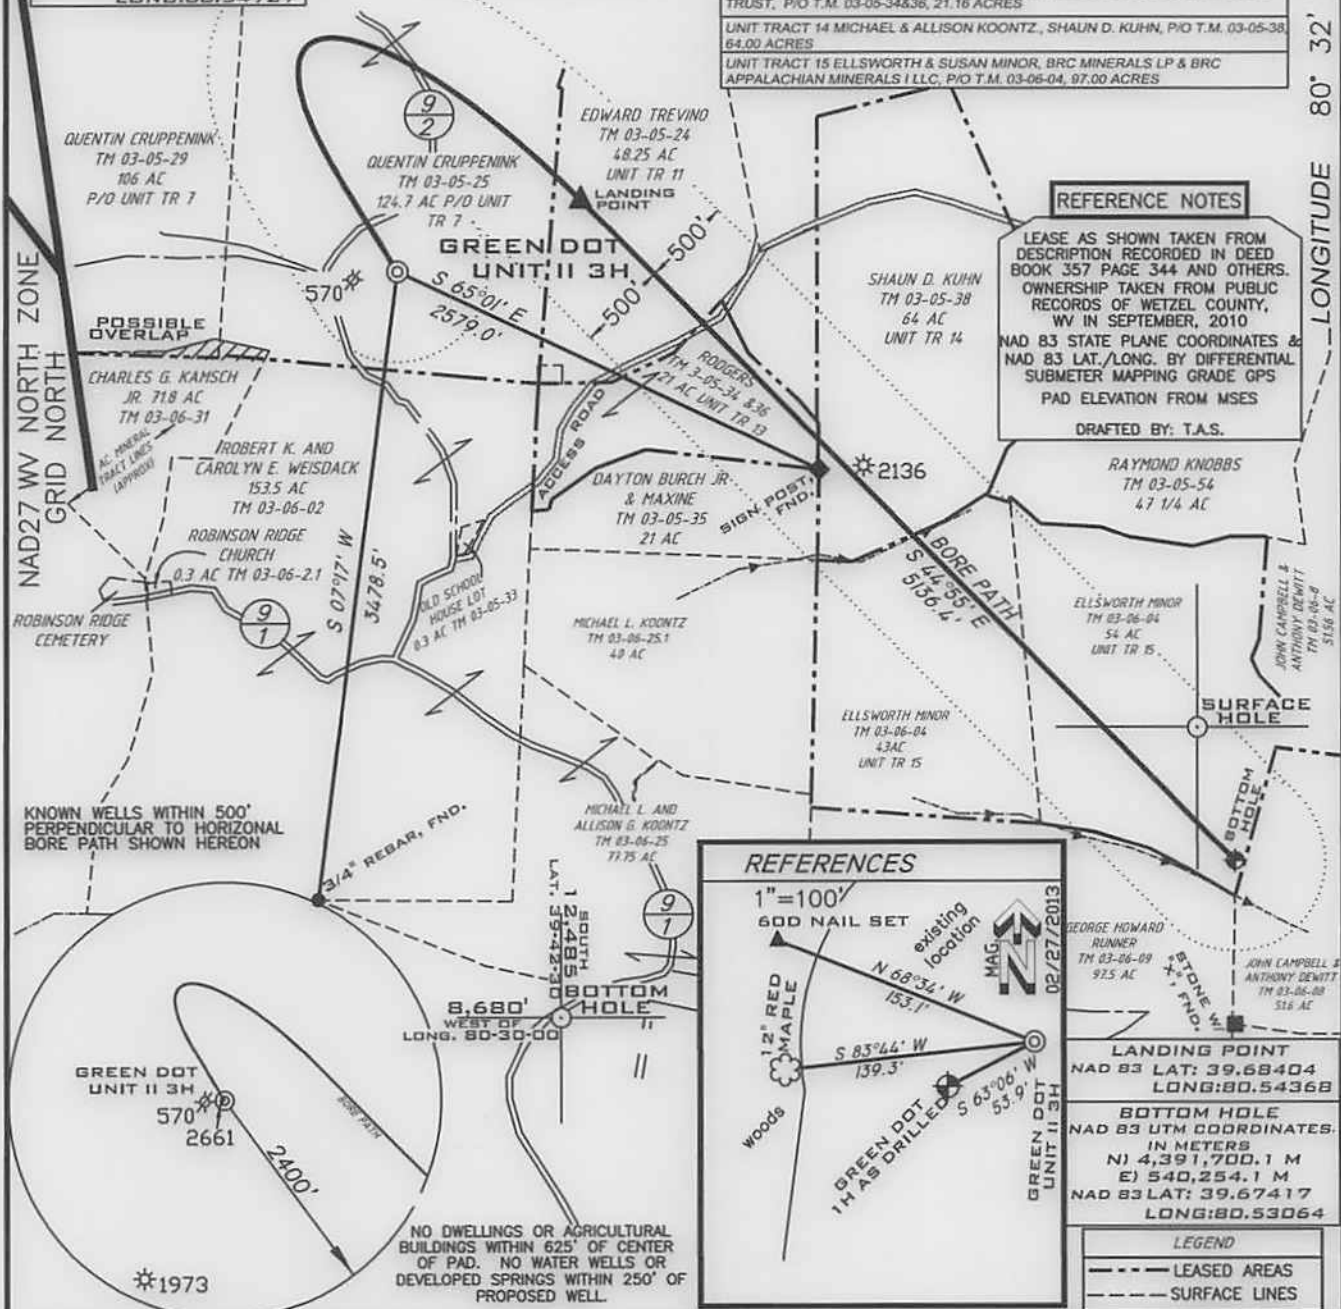 TRUST, P/O T.M. 03-05-34&36, 21.16 ACRES
UNIT TRACT 14 MICHAEL & ALLISON KOONTZ., SHAUN D. KUHN, P/O T.M. 03-05-38,
64.00 ACRES
UNIT TRACT 15 ELLSWORTH & SUSAN MINOR, BRC MINERALS LP & BRC
APPALACHIAN MINERALS I LLC, P/O T.M. 03-06-04, 97.00 ACRES
LONGITUDE 80° 32'
NAD27 WV NORTH ZONE
GRID NORTH
QUENTIN CRUPPENINK
TM 03-05-29
106 AC
P/O UNIT TR 7
9
2
QUENTIN CRUPPENINK
TM 03-05-25
124.7 AC P/O UNIT
TR 7
EDWARD TREVINO
TM 03-05-24
48.25 AC
UNIT TR 11
LANDING
POINT
GREEN DOT
UNIT II 3H
570
S 65°01' E
2579.0'
500'
500'
SHAUN D. KUHN
TM 03-05-38
64 AC
UNIT TR 14
REFERENCE NOTES
LEASE AS SHOWN TAKEN FROM
DESCRIPTION RECORDED IN DEED
BOOK 357 PAGE 344 AND OTHERS.
OWNERSHIP TAKEN FROM PUBLIC
RECORDS OF WETZEL COUNTY,
WV IN SEPTEMBER, 2010
NAD 83 STATE PLANE COORDINATES &
NAD 83 LAT./LONG. BY DIFFERENTIAL
SUBMETER MAPPING GRADE GPS
PAD ELEVATION FROM MSES
DRAFTED BY: T.A.S.
POSSIBLE
OVERLAP
CHARLES G. KAMSCH
JR. 71.8 AC
TM 03-06-31
AC. MINERAL
TRACT LINES
(APPROX)
ROBERT K. AND
CAROLYN E. WEISDACK
153.5 AC
TM 03-06-02
ROBINSON RIDGE
CHURCH
0.3 AC TM 03-06-2.1
ROBINSON RIDGE
CEMETERY
9
1
S 07°17' W
3478.5'
ACCESS ROAD
RODGERS
TM 3-05-34 &36
21 AC UNIT TR 13
DAYTON BURCH JR
& MAXINE
TM 03-05-35
21 AC
SIGN POST,
FND.
2136
RAYMOND KNOBBS
TM 03-05-54
47 1/4 AC
OLD SCHOOL
HOUSE LOT
0.3 AC TM 03-05-33
MICHAEL L. KOONTZ
TM 03-06-25.1
40 AC
BORE PATH
S 44°55' E
5136.4'
ELLSWORTH MINOR
TM 03-06-04
54 AC
UNIT TR 15
JOHN CAMPBELL &
ANTHONY DEWITT
TM 03-06-8
51.56 AC
SURFACE
HOLE
ELLSWORTH MINOR
TM 03-06-04
43AC
UNIT TR 15
BOTTOM
HOLE
KNOWN WELLS WITHIN 500'
PERPENDICULAR TO HORIZONAL
BORE PATH SHOWN HEREON
3/4" REBAR, FND.
MICHAEL L. AND
ALLISON G. KOONTZ
TM 03-06-25
77.75 AC
9
1
LAT. 39-42-30
12,485'
SOUTH
8,680'
WEST OF
LONG. 80-30-00
BOTTOM
HOLE
REFERENCES
1"=100'
60D NAIL SET
existing
location
MAG.
N
02/27/2013
N 68°34' W
153.1'
12" RED
MAPLE
S 83°44' W
139.3'
S 63°06' W
53.9'
woods
GREEN DOT
1H AS DRILLED
GREEN DOT
UNIT II 3H
GEORGE HOWARD
RUNNER
TM 03-06-09
97.5 AC
STONE W/
"X", FND.
JOHN CAMPBELL &
ANTHONY DEWITT
TM 03-06-08
51.6 AC
LANDING POINT
NAD 83 LAT: 39.68404
LONG:80.54368
BOTTOM HOLE
NAD 83 UTM COORDINATES.
IN METERS
N) 4,391,700.1 M
E) 540,254.1 M
NAD 83 LAT: 39.67417
LONG:80.53064
LEGEND
LEASED AREAS
SURFACE LINES
GREEN DOT
UNIT II 3H
570
2661
BORE PATH
2400'
1973
NO DWELLINGS OR AGRICULTURAL
BUILDINGS WITHIN 625' OF CENTER
OF PAD. NO WATER WELLS OR
DEVELOPED SPRINGS WITHIN 250' OF
PROPOSED WELL.